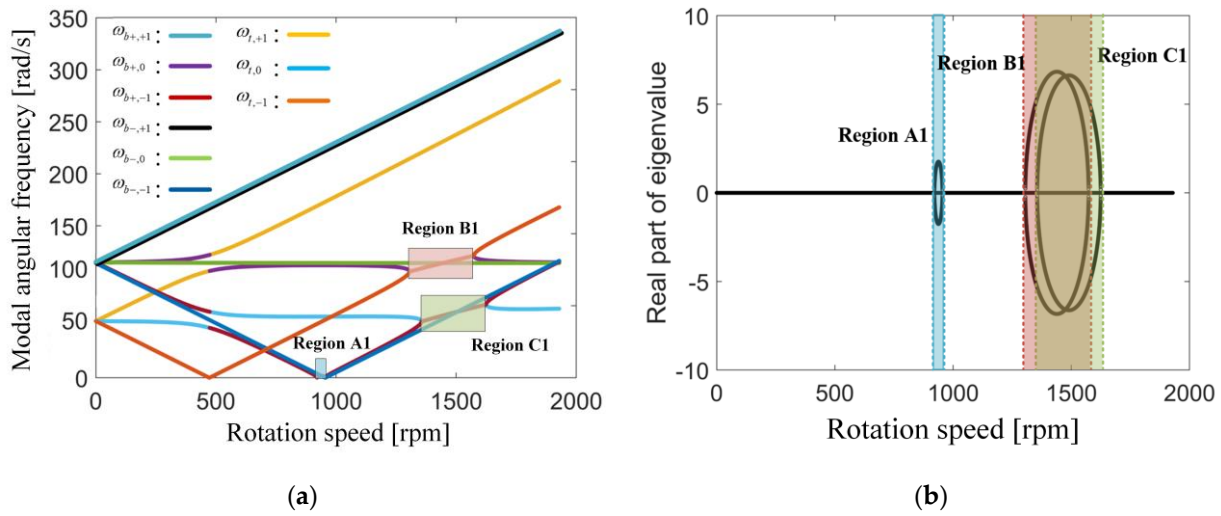 350
300
250
200
150
100
50
0
Modal angular frequency [rad/s]
ω_{b+,+1} :
ω_{b+,0} :
ω_{b+,−1} :
ω_{b−,+1} :
ω_{b−,0} :
ω_{b−,−1} :
ω_{t,+1} :
ω_{t,0} :
ω_{t,−1} :
Region B1
Region A1
Region C1
0 500 1000 1500 2000
Rotation speed [rpm]
(a)
10
5
0
-5
-10
Real part of eigenvalue
Region B1
Region C1
Region A1
0 500 1000 1500 2000
Rotation speed [rpm]
(b)